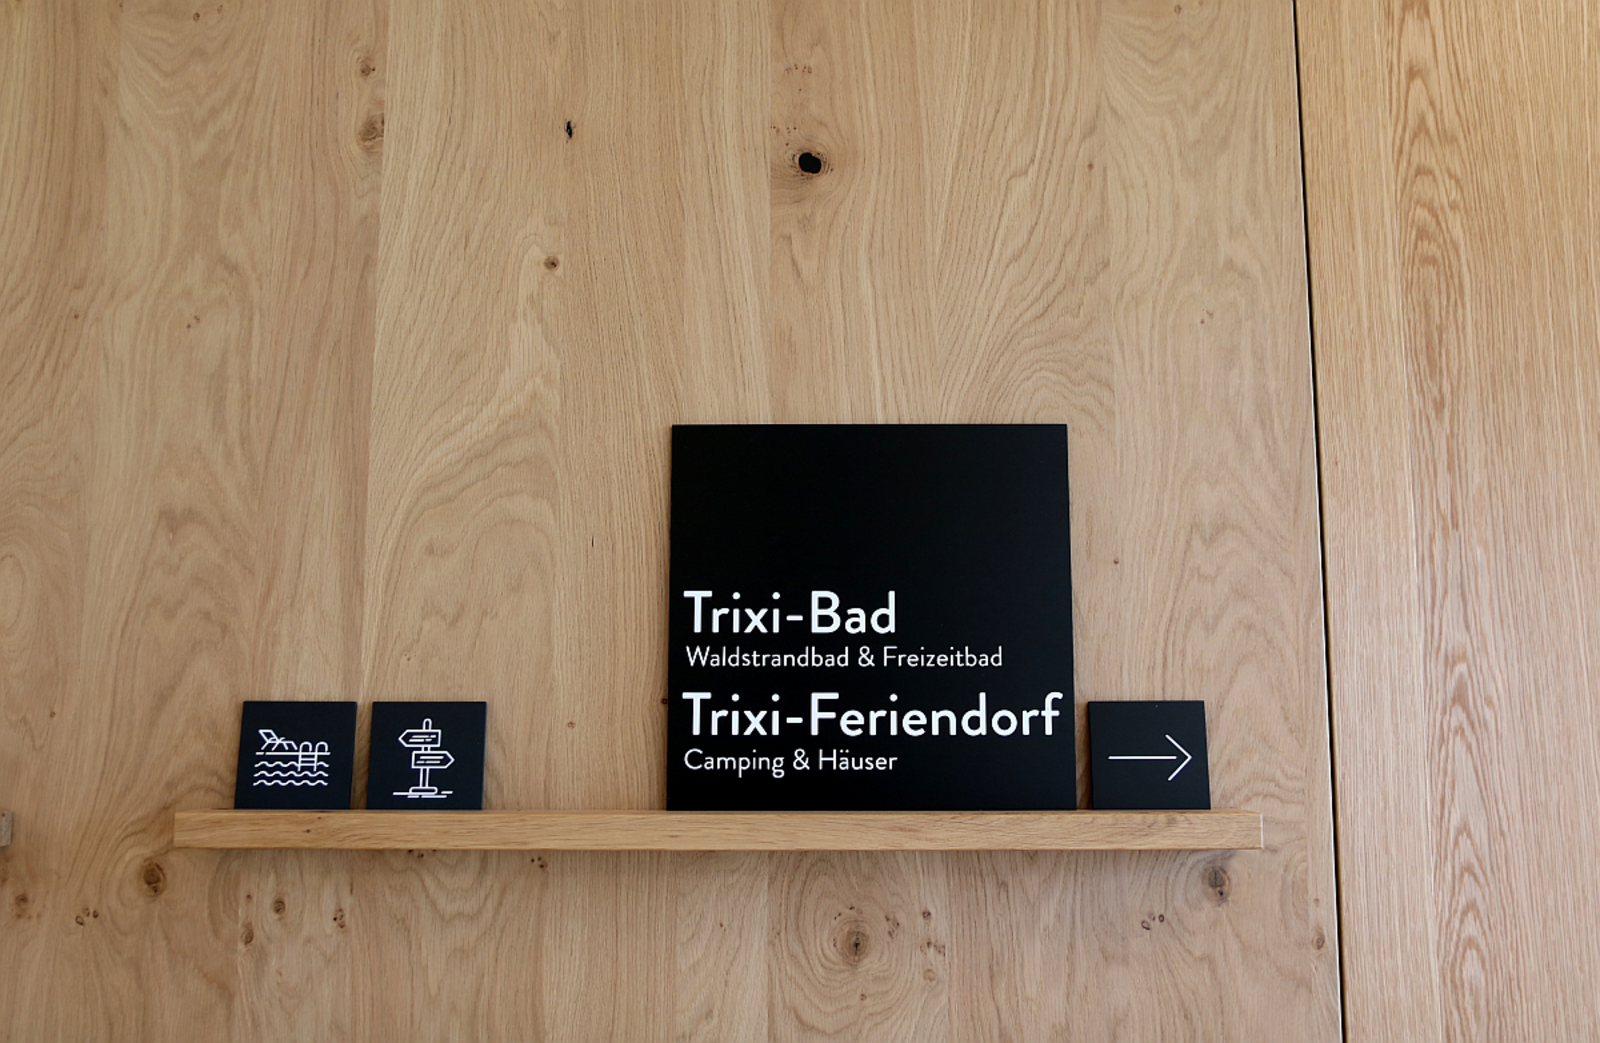 Trixi-Bad
Waldstrandbad & Freizeitbad
Trixi-Feriendorf
Camping & Häuser